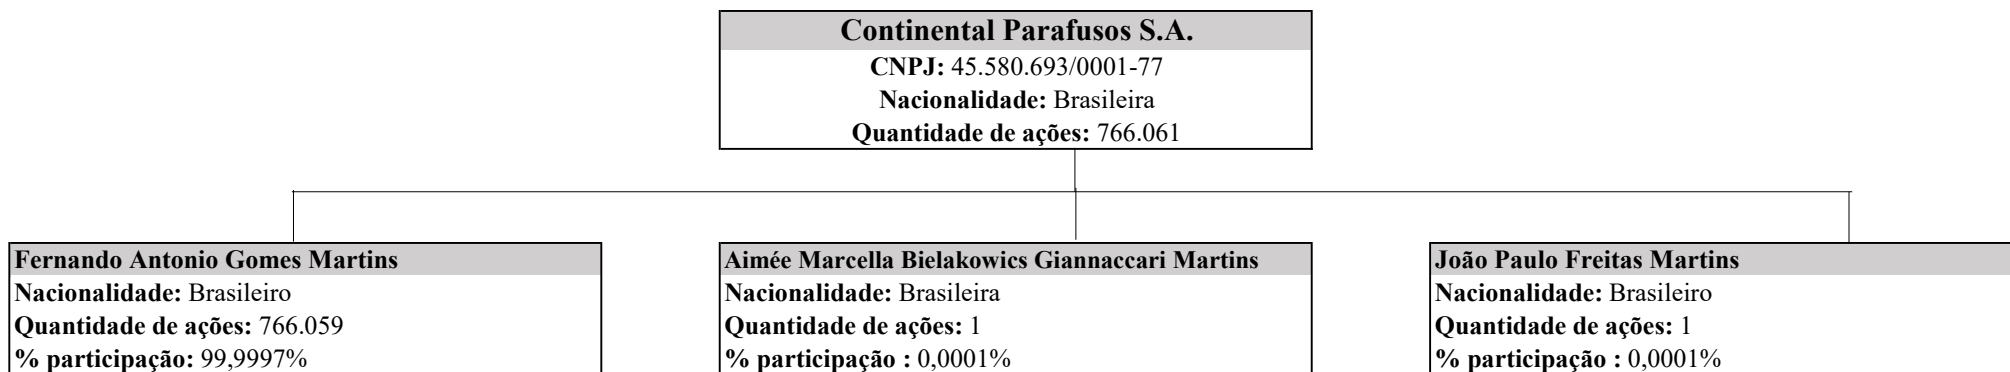 Continental Parafusos S.A.
CNPJ: 45.580.693/0001-77
Nacionalidade: Brasileira
Quantidade de ações: 766.061
Fernando Antonio Gomes Martins
Nacionalidade: Brasileiro
Quantidade de ações: 766.059
% participação: 99,9997%
Aimée Marcella Bielakowics Giannaccari Martins
Nacionalidade: Brasileira
Quantidade de ações: 1
% participação : 0,0001%
João Paulo Freitas Martins
Nacionalidade: Brasileiro
Quantidade de ações: 1
% participação : 0,0001%